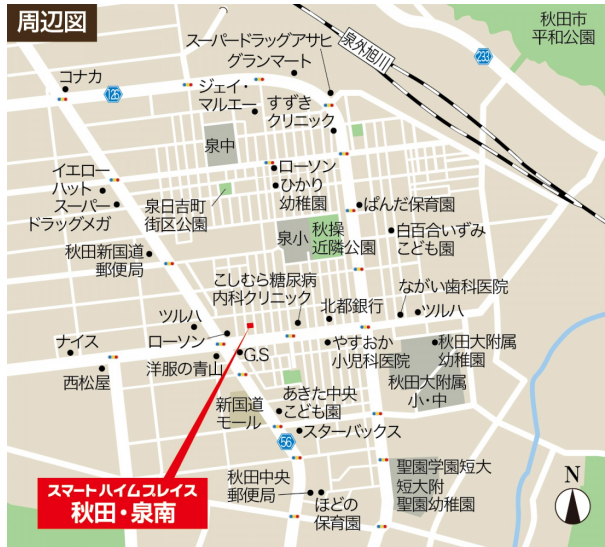 周辺図
秋田市
平和公園
スーパードラッグアサヒ
グランマート
泉外旭川
233
コナカ
126
ジェイ・
マルエー
すずき
クリニック
泉中
イエロー
ハット
スーパー
ドラッグメガ
ローソン
ひかり
幼稚園
泉日吉町
街区公園
ぱんだ保育園
白百合いずみ
こども園
泉小
秋操
近隣公園
秋田新国道
郵便局
こしむら糖尿病
内科クリニック
北都銀行
ながい歯科医院
ツルハ
ツルハ
ローソン
ナイス
西松屋
洋服の青山
G.S
やすおか
小児科医院
秋田大附属
幼稚園
秋田大附属
小・中
新国道
モール
あきた中央
こども園
56
スターバックス
秋田中央
郵便局
ほどの
保育園
聖園学園短大
短大附
聖園幼稚園
スマートハイムプレイス
秋田・泉南
N